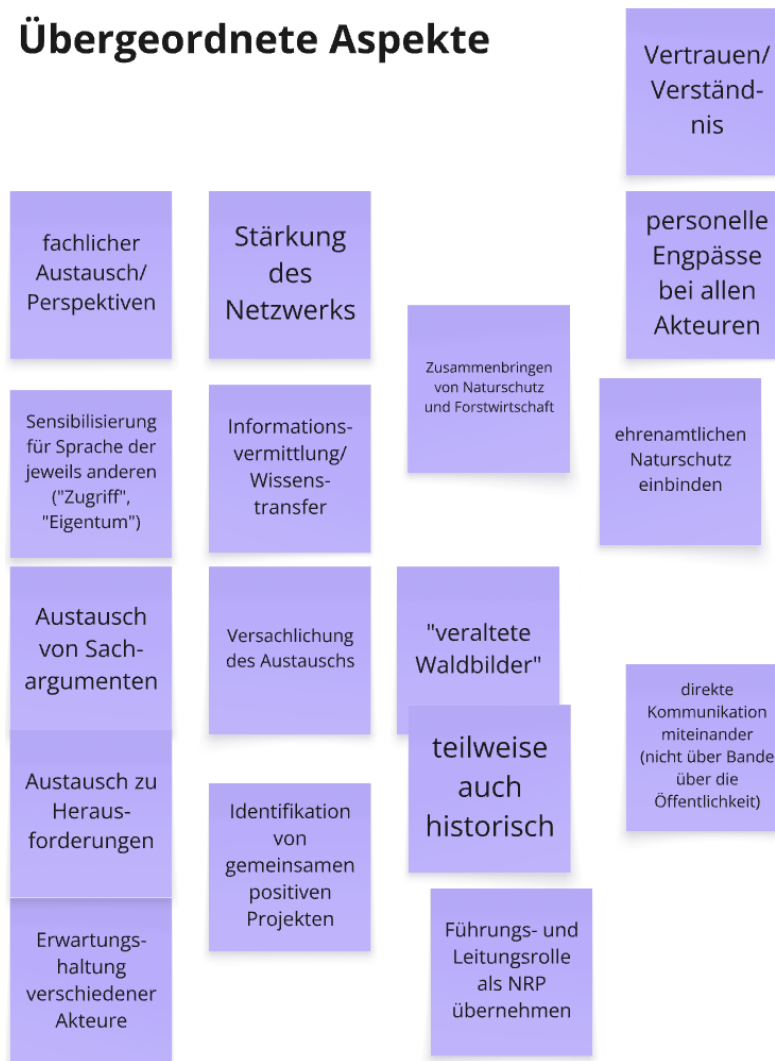 Übergeordnete Aspekte
fachlicher
Austausch/
Perspektiven
Sensibilisierung
für Sprache der
jeweils anderen
("Zugriff",
"Eigentum")
Austausch
von Sach-
argumenten
Austausch zu
Heraus-
forderungen
Erwartungs-
haltung
verschiedener
Akteure
Stärkung
des
Netzwerks
Informations-
vermittlung/
Wissens-
transfer
Versachlichung
des Austauschs
Identifikation
von
gemeinsamen
positiven
Projekten
Zusammenbringen
von Naturschutz
und Forstwirtschaft
"veraltete
Waldbilder"
teilweise
auch
historisch
Führungs- und
Leitungsrolle
als NRP
übernehmen
Vertrauen/
Verständ-
nis
personelle
Engpässe
bei allen
Akteuren
ehrenamtlichen
Naturschutz
einbinden
direkte
Kommunikation
miteinander
(nicht über Bande
über die
Öffentlichkeit)